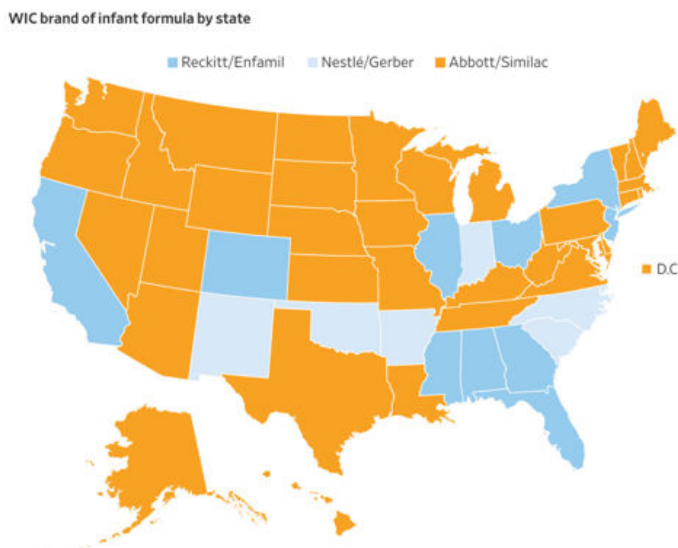 WIC brand of infant formula by state
Reckitt/Enfamil Nestlé/Gerber Abbott/Similac
D.C